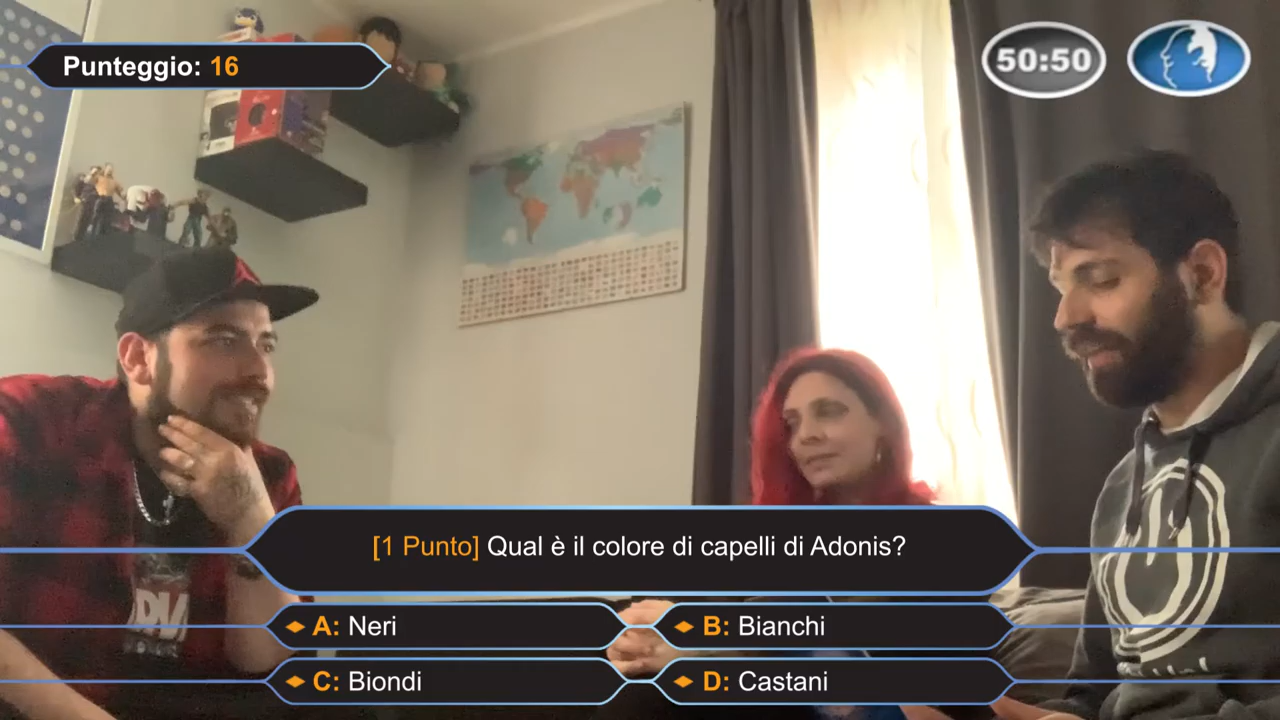 Punteggio: 16
50:50
[1 Punto] Qual è il colore di capelli di Adonis?
A: Neri
B: Bianchi
C: Biondi
D: Castani